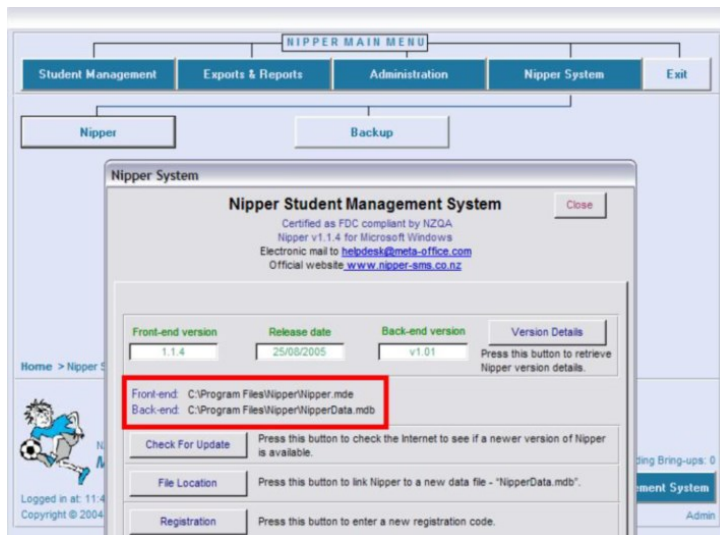 NIPPER MAIN MENU
Student Management Exports & Reports Administration Nipper System Exit
Nipper Backup
Nipper System
Nipper Student Management System Close
Certified as FDC compliant by NZQA
Nipper v1.1.4 for Microsoft Windows
Electronic mail to helpdesk@meta-office.com
Official website www.nipper-sms.co.nz
Front-end version Release date Back-end version Version Details
1.1.4 25/08/2005 v1.01 Press this button to retrieve
Nipper version details.
Home > Nipper S
Front-end: C:\Program Files\Nipper\Nipper.mde
Back-end: C:\Program Files\Nipper\NipperData.mdb
Check For Update Press this button to check the Internet to see if a newer version of Nipper
is available.
ding Bring-ups: 0
File Location Press this button to link Nipper to a new data file - "NipperData.mdb".
ment System
Logged in at: 11:4
Copyright © 2004
Registration Press this button to enter a new registration code.
Admin